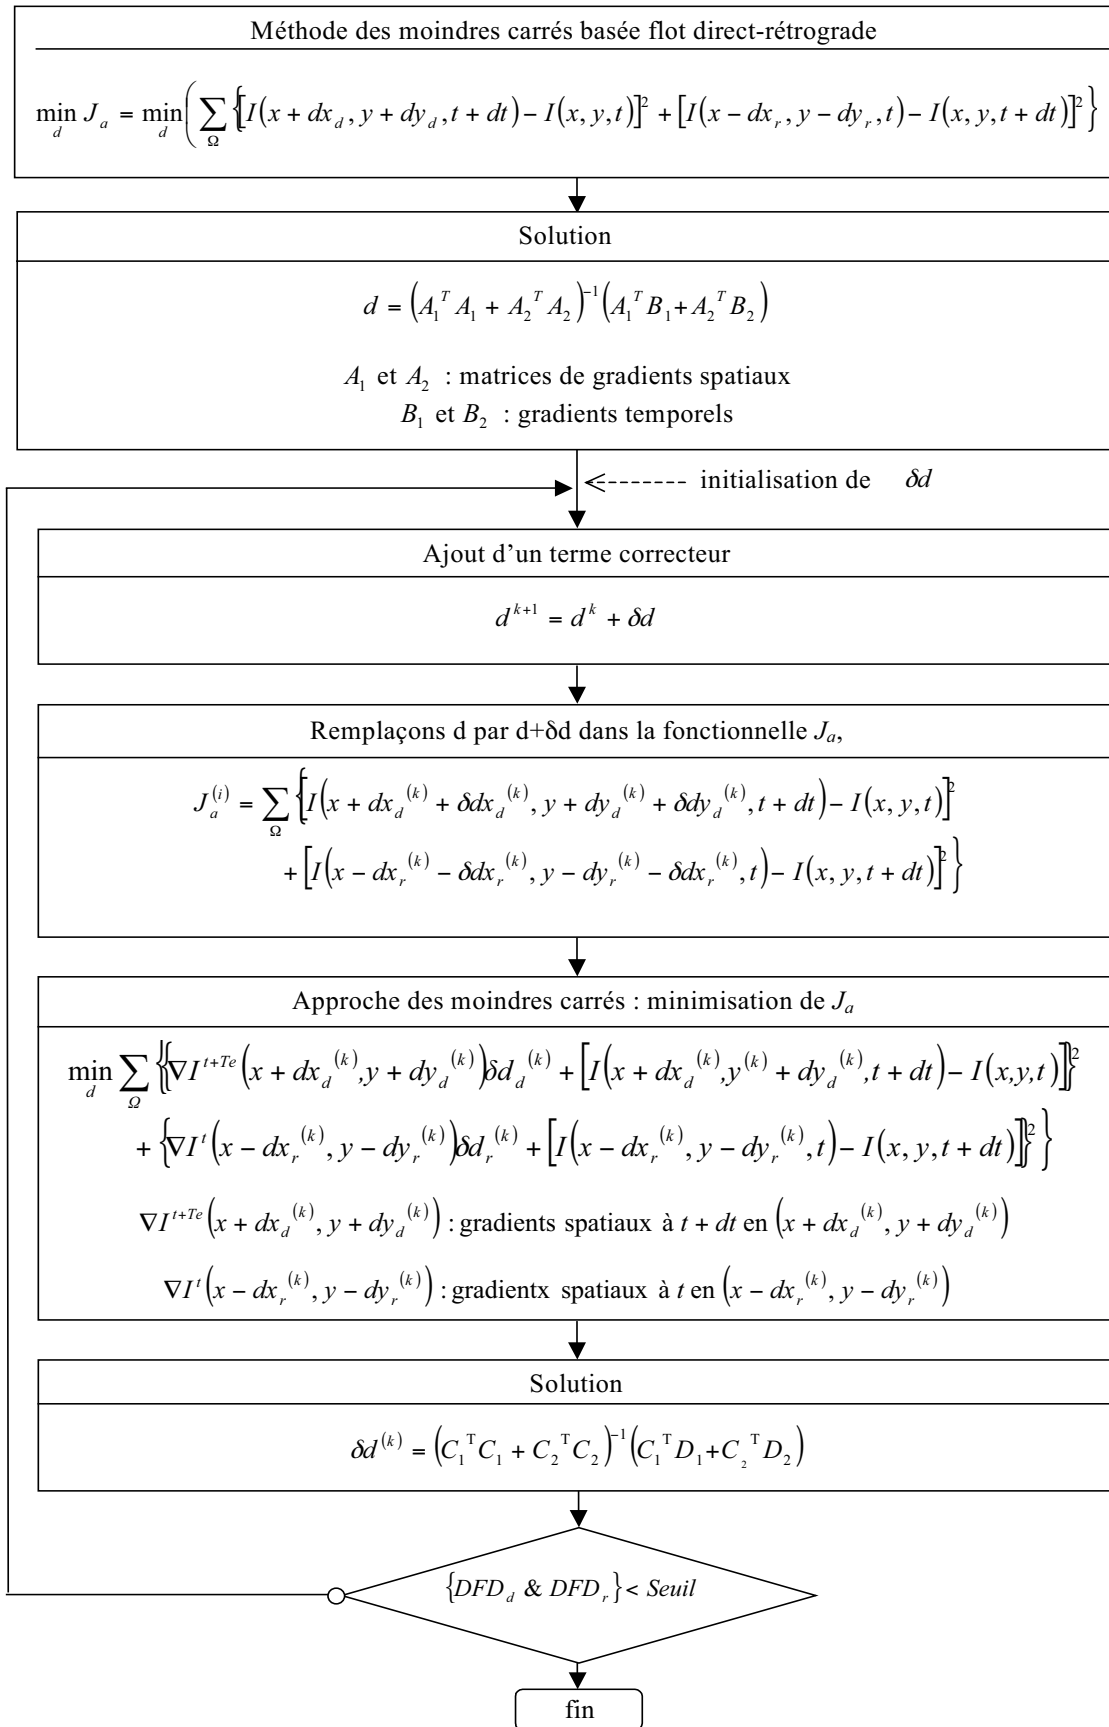 Méthode des moindres carrés basée flot direct-rétrograde
min_d J_a = min_d ( ∑_Ω { [I(x + dx_d, y + dy_d, t + dt) − I(x, y, t)]² + [I(x − dx_r, y − dy_r, t) − I(x, y, t + dt)]² }
Solution
d = (A_1^T A_1 + A_2^T A_2)^{-1} (A_1^T B_1 + A_2^T B_2)
A_1 et A_2 : matrices de gradients spatiaux
B_1 et B_2 : gradients temporels
initialisation de δd
Ajout d'un terme correcteur
d^{k+1} = d^k + δd
Remplaçons d par d+δd dans la fonctionnelle J_a,
J_a^{(i)} = ∑_Ω { [I(x + dx_d^{(k)} + δdx_d^{(k)}, y + dy_d^{(k)} + δdy_d^{(k)}, t + dt) − I(x, y, t)]²
+ [I(x − dx_r^{(k)} − δdx_r^{(k)}, y − dy_r^{(k)} − δdx_r^{(k)}, t) − I(x, y, t + dt)]² }
Approche des moindres carrés : minimisation de J_a
min_d ∑_Ω { {∇I^{t+Te}(x + dx_d^{(k)}, y + dy_d^{(k)}) δd_d^{(k)} + [I(x + dx_d^{(k)}, y^{(k)} + dy_d^{(k)}, t + dt) − I(x,y,t)]}²
+ {∇I^t(x − dx_r^{(k)}, y − dy_r^{(k)}) δd_r^{(k)} + [I(x − dx_r^{(k)}, y − dy_r^{(k)}, t) − I(x, y, t + dt)]}² }
∇I^{t+Te}(x + dx_d^{(k)}, y + dy_d^{(k)}) : gradients spatiaux à t + dt en (x + dx_d^{(k)}, y + dy_d^{(k)})
∇I^t(x − dx_r^{(k)}, y − dy_r^{(k)}) : gradientx spatiaux à t en (x − dx_r^{(k)}, y − dy_r^{(k)})
Solution
δd^{(k)} = (C_1^T C_1 + C_2^T C_2)^{-1} (C_1^T D_1 + C_2^T D_2)
{DFD_d & DFD_r} < Seuil
fin